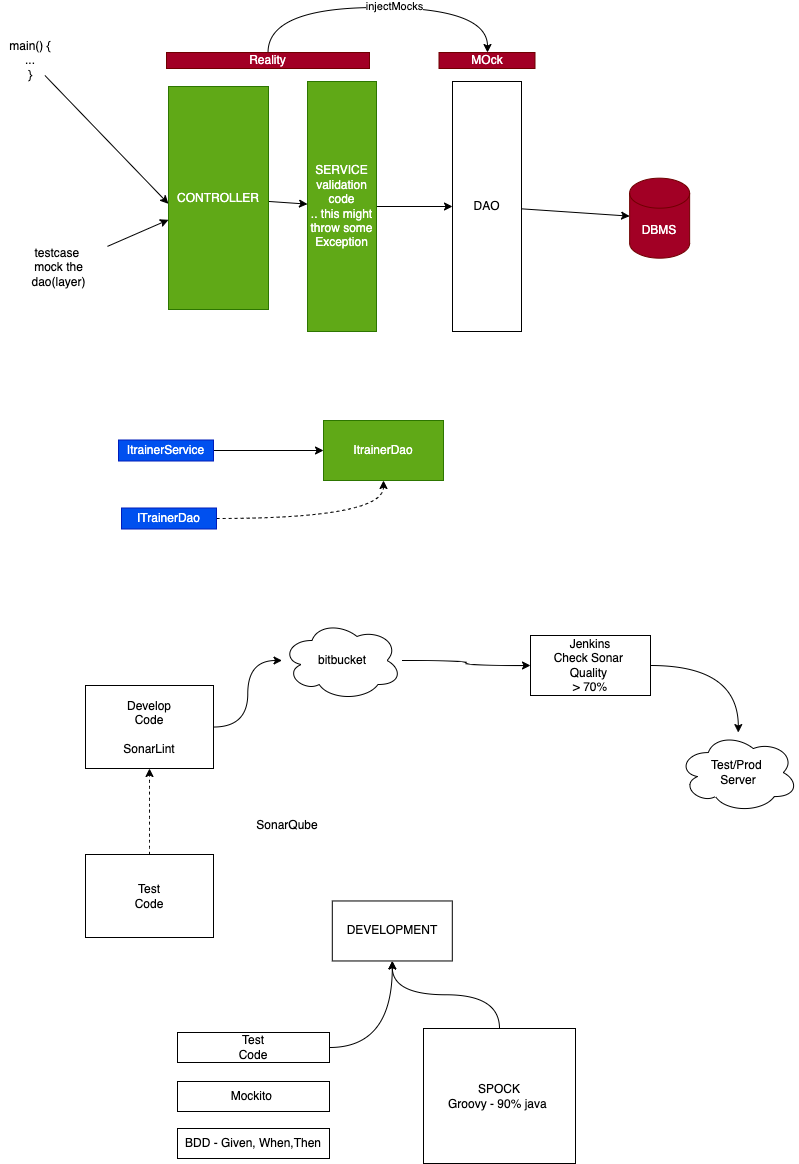 injectMocks
main() {
...
}
Reality
MOck
CONTROLLER
SERVICE
validation
code
.. this might
throw some
Exception
DAO
DBMS
testcase
mock the
dao(layer)
ItrainerService
ItrainerDao
ITrainerDao
bitbucket
Jenkins
Check Sonar
Quality
> 70%
Develop
Code
SonarLint
Test/Prod
Server
SonarQube
Test
Code
DEVELOPMENT
Test
Code
Mockito
BDD - Given, When,Then
SPOCK
Groovy - 90% java